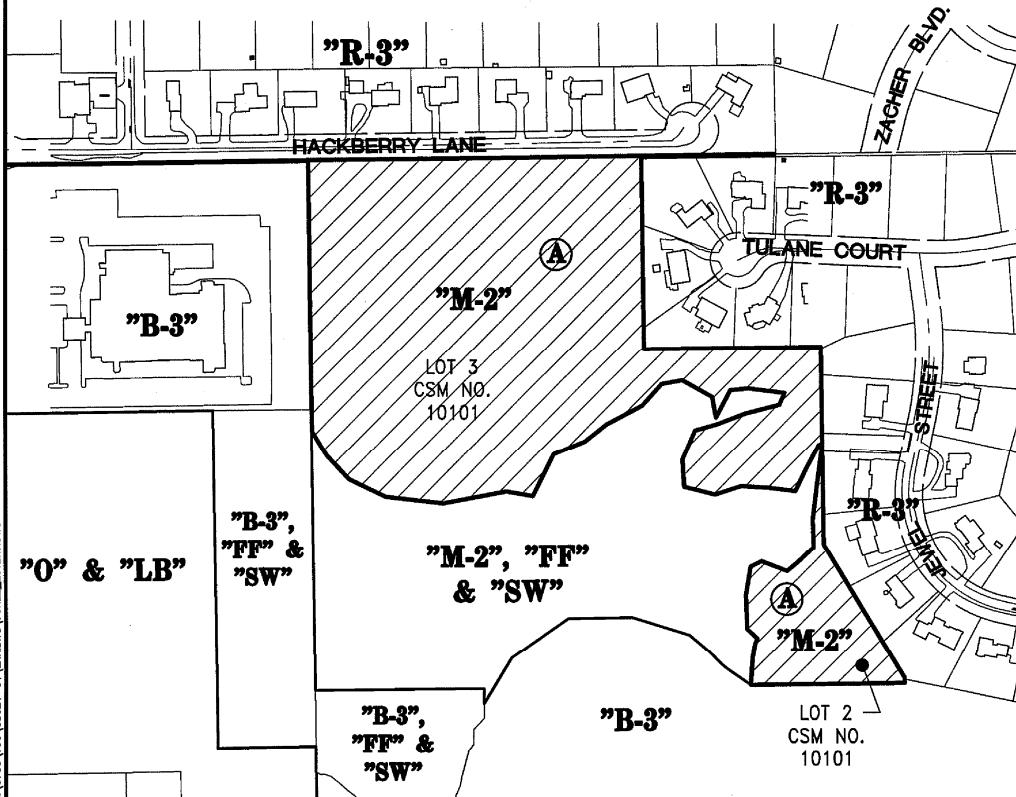 "R-3"
ZACHER BLVD.
HACKBERRY LANE
"R-3"
TULANE COURT
A
"M-2"
"B-3"
LOT 3
CSM NO.
10101
STREET
"R-3"
JEWEL
"B-3",
"FF" &
"SW"
"O" & "LB"
"M-2", "FF"
& "SW"
A
"M-2"
"B-3",
"FF" &
"SW"
"B-3"
LOT 2
CSM NO.
10101